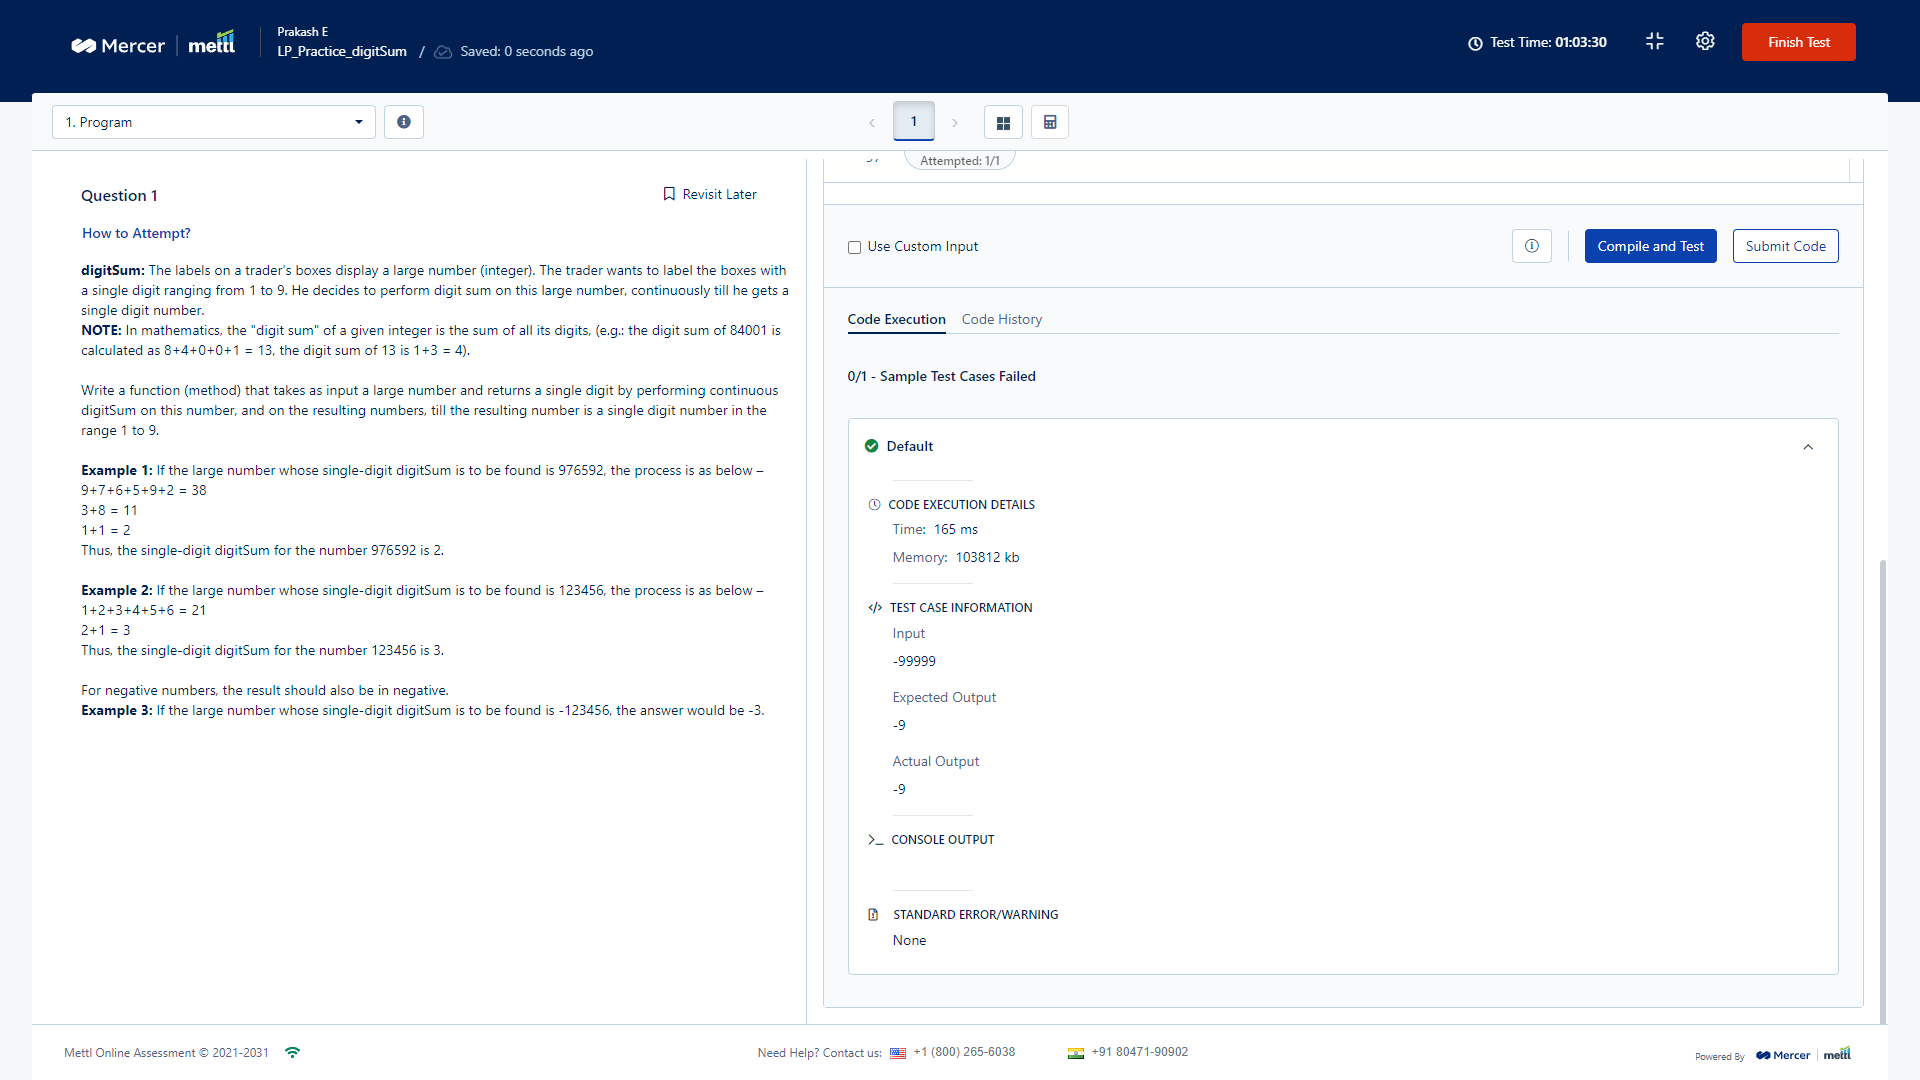 Mercer | mettl
Prakash E
LP_Practice_digitSum / Saved: 0 seconds ago
Test Time: 01:03:30
Finish Test
1. Program
1
Attempted: 1/1
Question 1
Revisit Later
How to Attempt?
digitSum: The labels on a trader's boxes display a large number (integer). The trader wants to label the boxes with
a single digit ranging from 1 to 9. He decides to perform digit sum on this large number, continuously till he gets a
single digit number.
NOTE: In mathematics, the "digit sum" of a given integer is the sum of all its digits, (e.g.: the digit sum of 84001 is
calculated as 8+4+0+0+1 = 13, the digit sum of 13 is 1+3 = 4).
Write a function (method) that takes as input a large number and returns a single digit by performing continuous
digitSum on this number, and on the resulting numbers, till the resulting number is a single digit number in the
range 1 to 9.
Example 1: If the large number whose single-digit digitSum is to be found is 976592, the process is as below –
9+7+6+5+9+2 = 38
3+8 = 11
1+1 = 2
Thus, the single-digit digitSum for the number 976592 is 2.
Example 2: If the large number whose single-digit digitSum is to be found is 123456, the process is as below –
1+2+3+4+5+6 = 21
2+1 = 3
Thus, the single-digit digitSum for the number 123456 is 3.
For negative numbers, the result should also be in negative.
Example 3: If the large number whose single-digit digitSum is to be found is -123456, the answer would be -3.
Use Custom Input
Compile and Test
Submit Code
Code Execution
Code History
0/1 - Sample Test Cases Failed
Default
CODE EXECUTION DETAILS
Time: 165 ms
Memory: 103812 kb
TEST CASE INFORMATION
Input
-99999
Expected Output
-9
Actual Output
-9
CONSOLE OUTPUT
STANDARD ERROR/WARNING
None
Mettl Online Assessment © 2021-2031
Need Help? Contact us: +1 (800) 265-6038
+91 80471-90902
Powered By Mercer | mettl